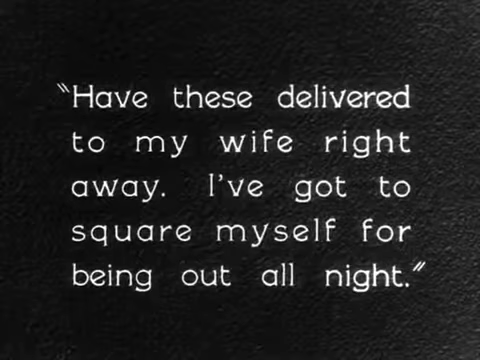 "Have these delivered
to my wife right
away. I've got to
square myself for
being out all night."